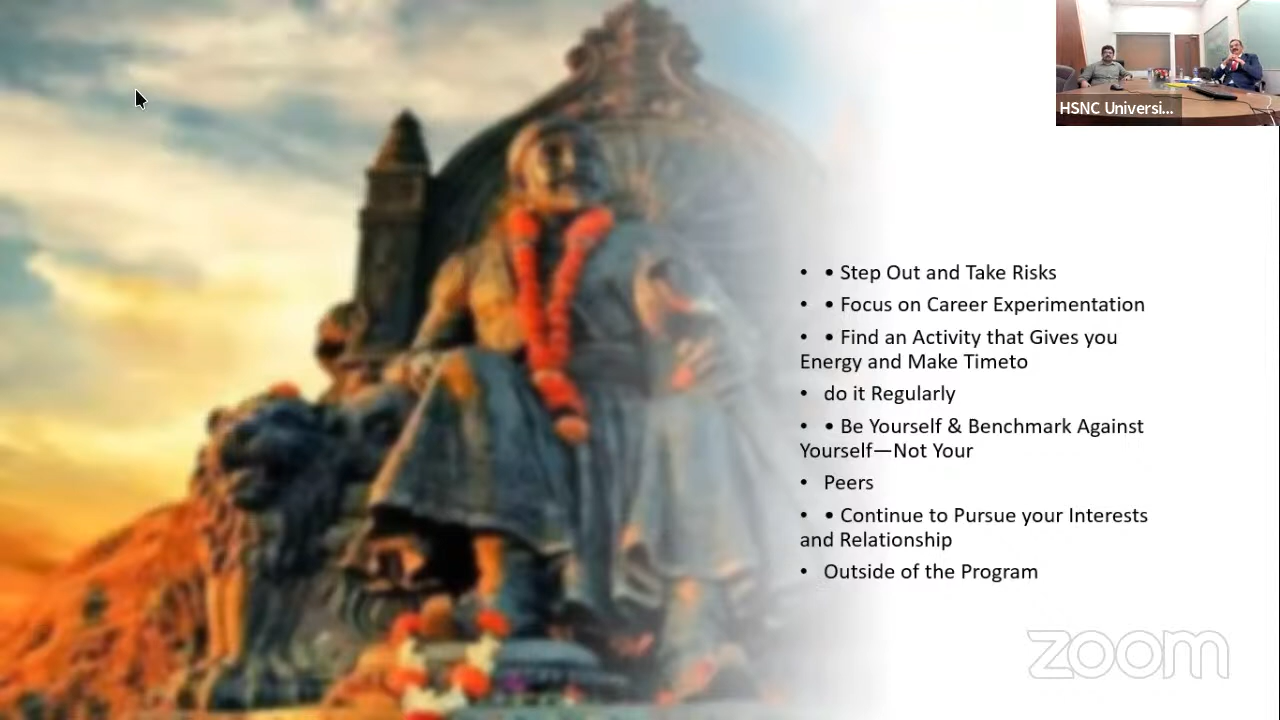 HSNC Universi...
• • Step Out and Take Risks
• • Focus on Career Experimentation
• • Find an Activity that Gives you
Energy and Make Timeto
• do it Regularly
• • Be Yourself & Benchmark Against
Yourself—Not Your
• Peers
• • Continue to Pursue your Interests
and Relationship
• Outside of the Program
zoom